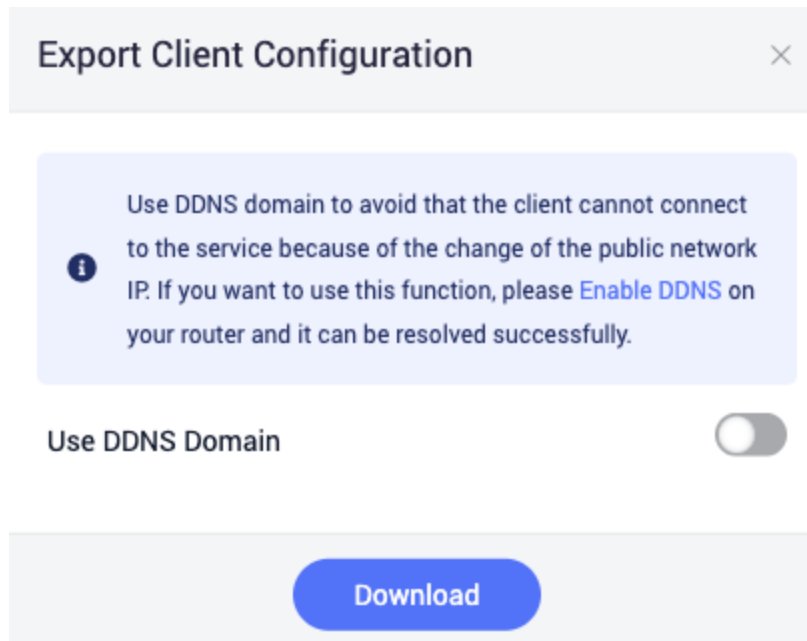 Export Client Configuration
Use DDNS domain to avoid that the client cannot connect
to the service because of the change of the public network
IP. If you want to use this function, please Enable DDNS on
your router and it can be resolved successfully.
Use DDNS Domain
Download